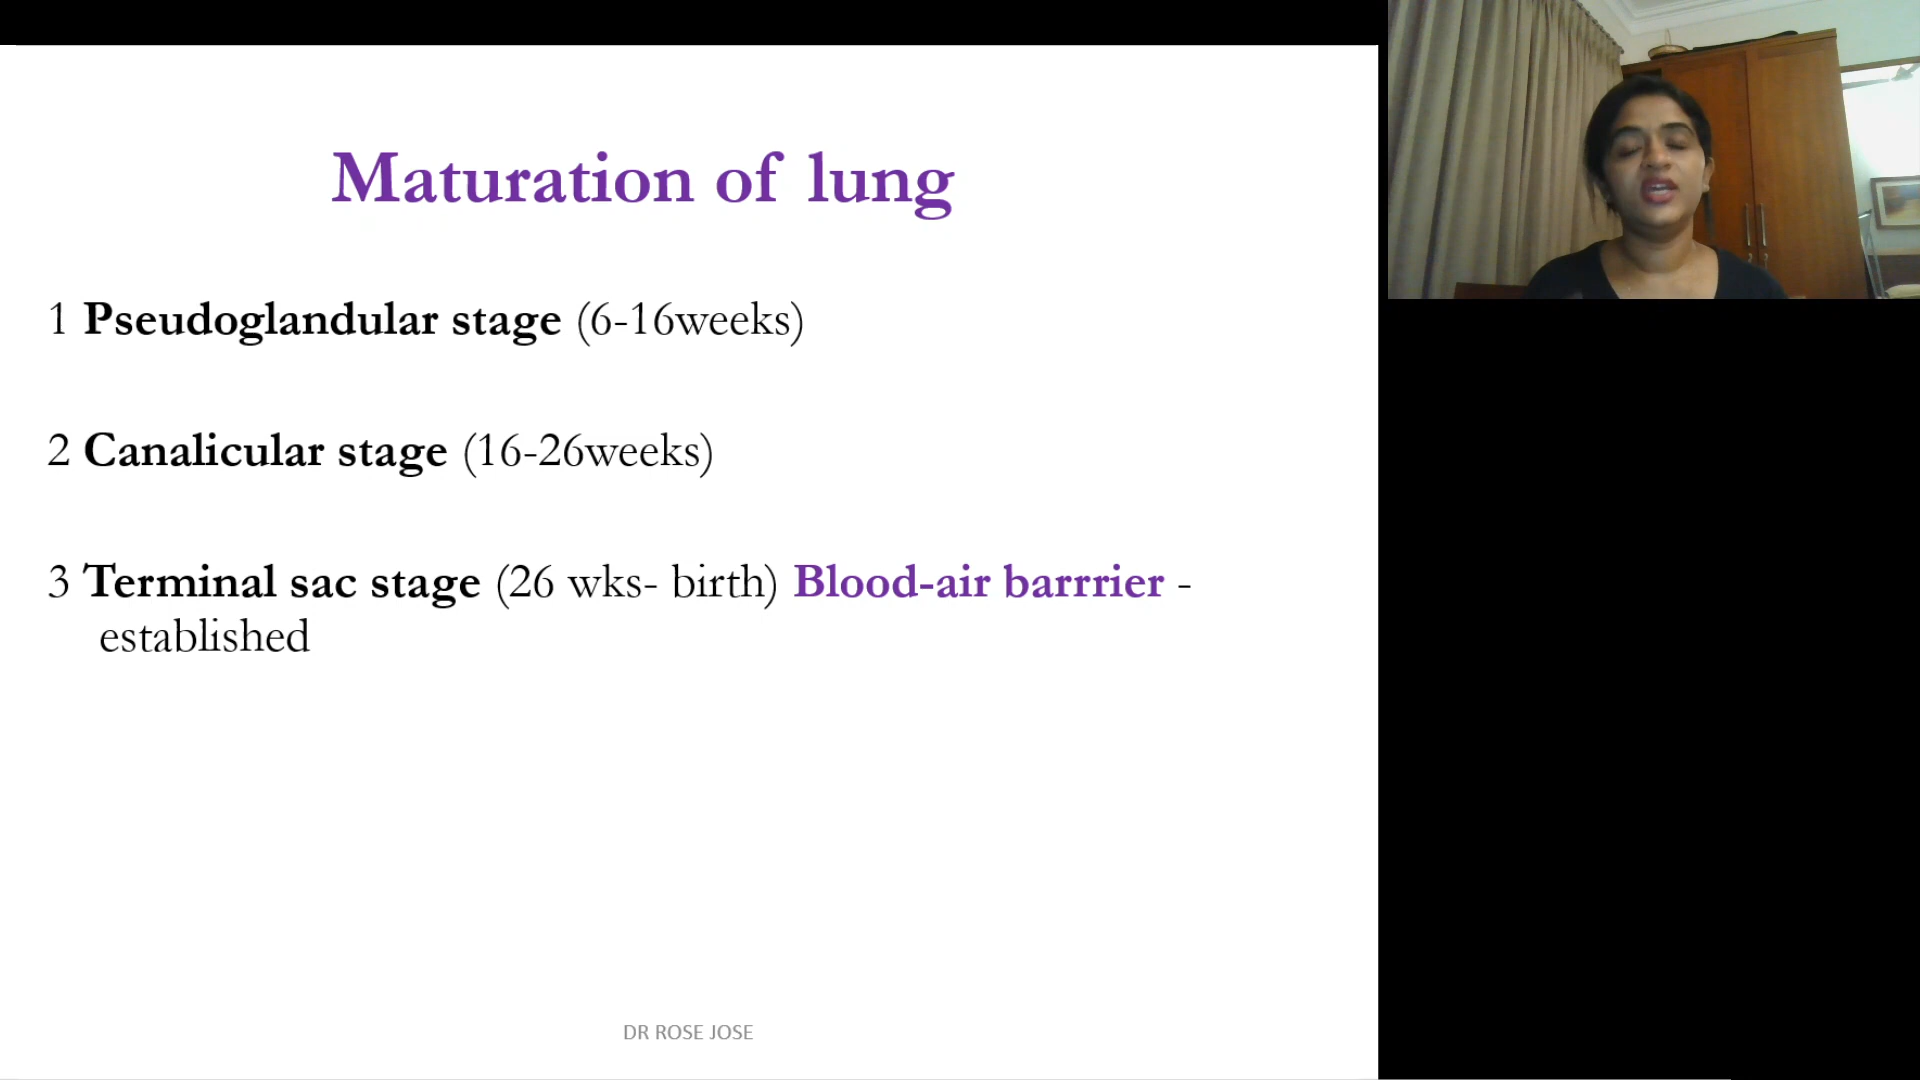 Maturation of lung
1 Pseudoglandular stage (6-16weeks)
2 Canalicular stage (16-26weeks)
3 Terminal sac stage (26 wks- birth) Blood-air barrrier -
established
DR ROSE JOSE